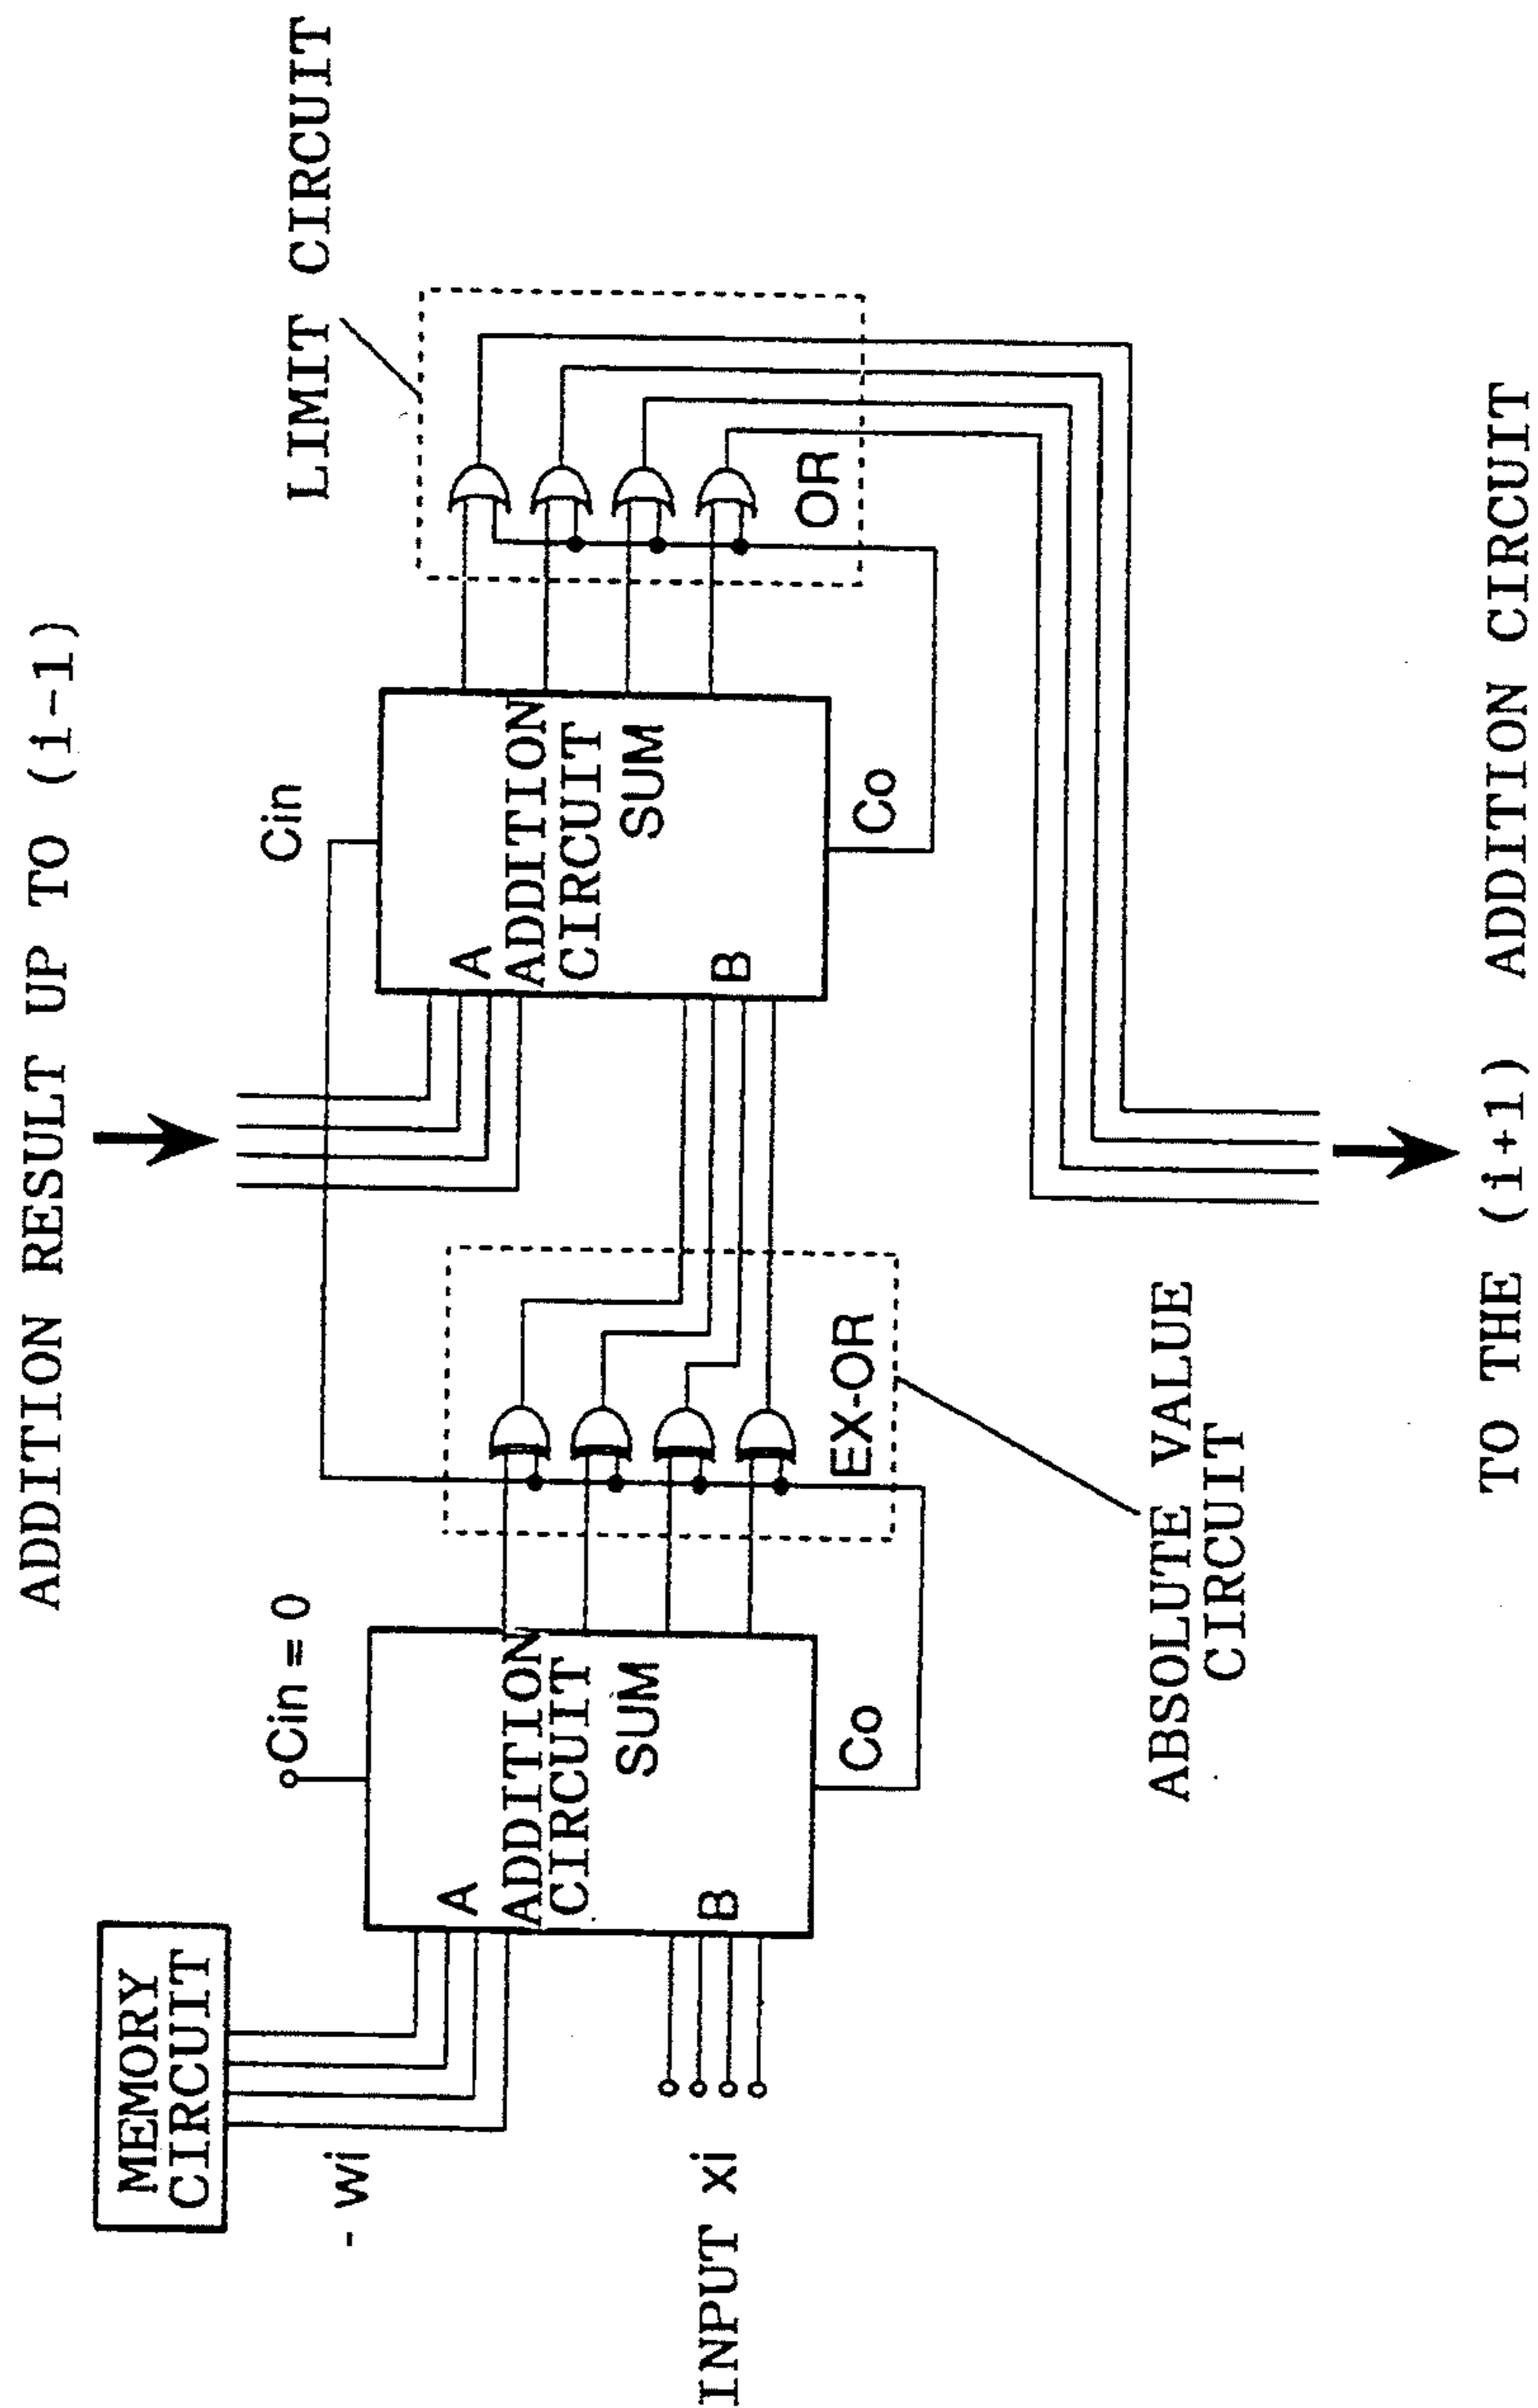 ADDITION RESULT UP TO (i-1)
LIMIT CIRCUIT
MEMORY
CIRCUIT
- wi
INPUT xi
Cin = 0
A
ADDITION
CIRCUIT
SUM
B
Co
EX-OR
ABSOLUTE VALUE
CIRCUIT
Cin
A
ADDITION
CIRCUIT
SUM
B
Co
OR
TO THE (i+1) ADDITION CIRCUIT